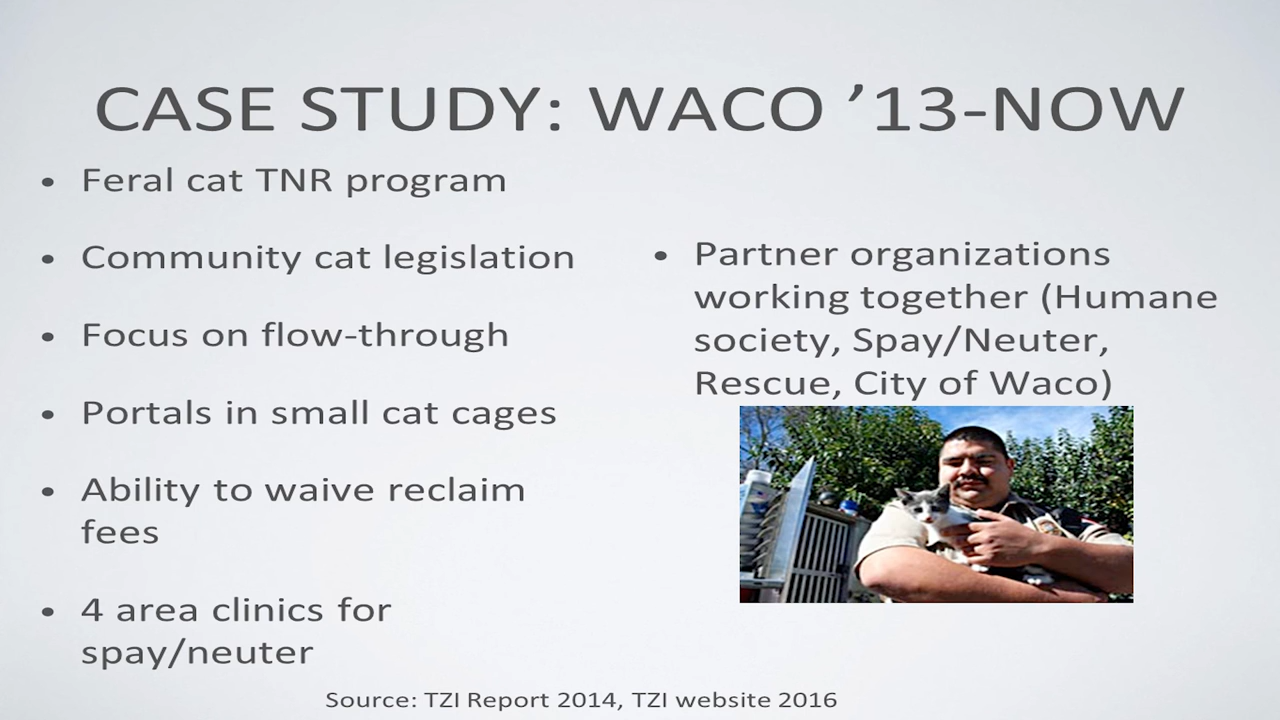 CASE STUDY: WACO ’13-NOW
• Feral cat TNR program
• Community cat legislation
• Focus on flow-through
• Portals in small cat cages
• Ability to waive reclaim
fees
• 4 area clinics for
spay/neuter
• Partner organizations
working together (Humane
society, Spay/Neuter,
Rescue, City of Waco)
Source: TZI Report 2014, TZI website 2016